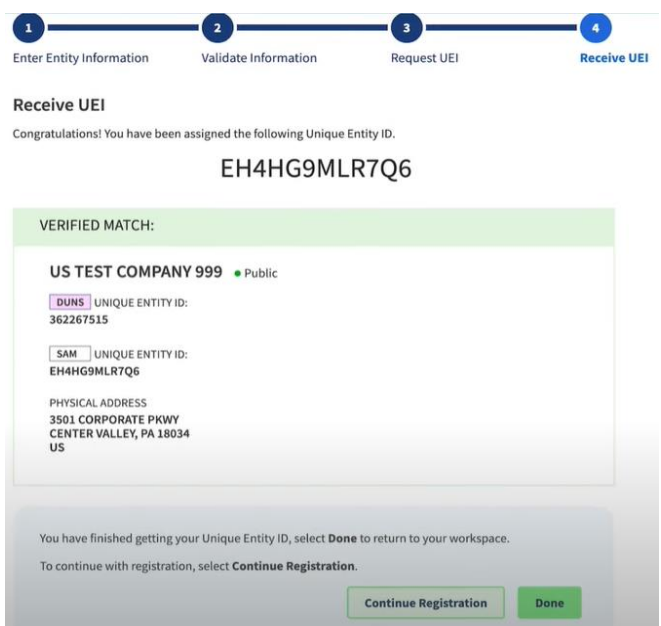 1 2 3 4
Enter Entity Information Validate Information Request UEI Receive UEI
Receive UEI
Congratulations! You have been assigned the following Unique Entity ID.
EH4HG9MLR7Q6
VERIFIED MATCH:
US TEST COMPANY 999 Public
DUNS UNIQUE ENTITY ID:
362267515
SAM UNIQUE ENTITY ID:
EH4HG9MLR7Q6
PHYSICAL ADDRESS
3501 CORPORATE PKWY
CENTER VALLEY, PA 18034
US
You have finished getting your Unique Entity ID, select Done to return to your workspace.
To continue with registration, select Continue Registration.
Continue Registration Done